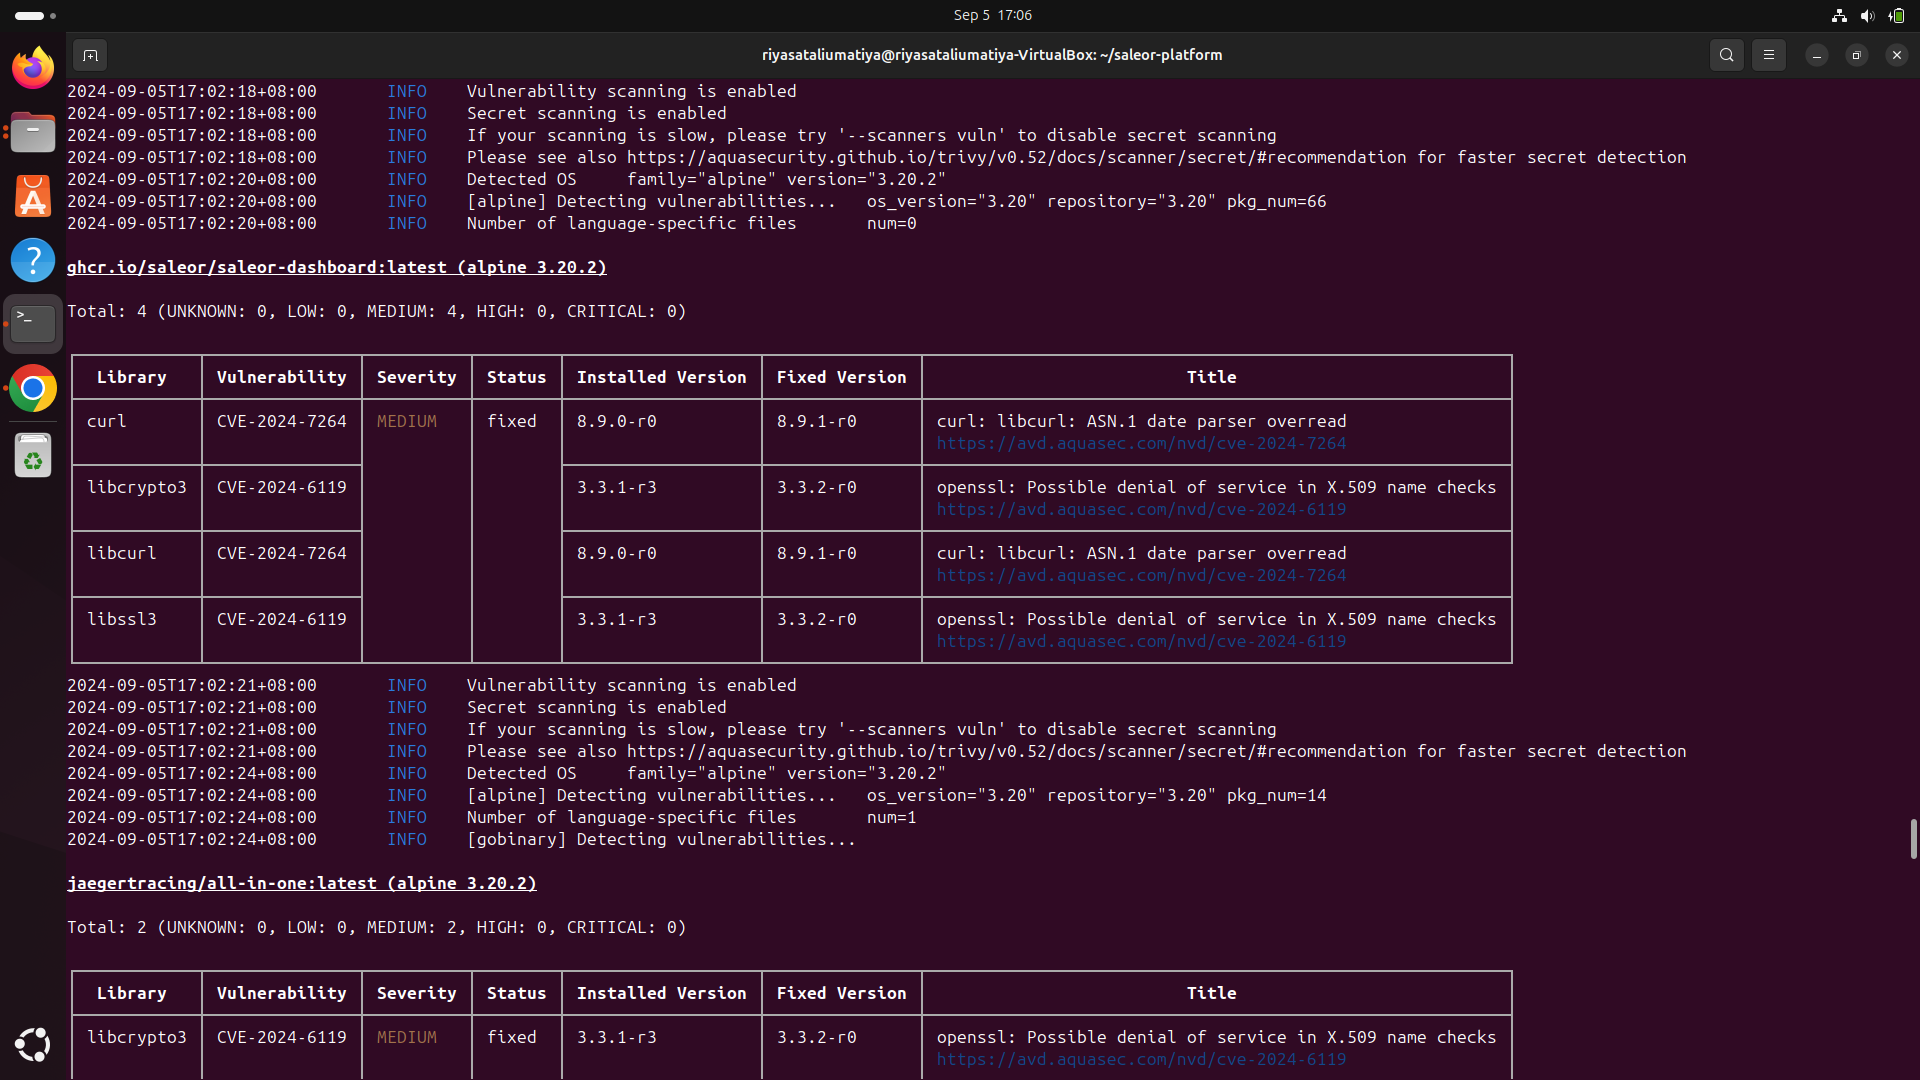 Sep 5 17:06
riyasataliumatiya@riyasataliumatiya-VirtualBox: ~/saleor-platform
2024-09-05T17:02:18+08:00 INFO Vulnerability scanning is enabled
2024-09-05T17:02:18+08:00 INFO Secret scanning is enabled
2024-09-05T17:02:18+08:00 INFO If your scanning is slow, please try '--scanners vuln' to disable secret scanning
2024-09-05T17:02:18+08:00 INFO Please see also https://aquasecurity.github.io/trivy/v0.52/docs/scanner/secret/#recommendation for faster secret detection
2024-09-05T17:02:20+08:00 INFO Detected OS family="alpine" version="3.20.2"
2024-09-05T17:02:20+08:00 INFO [alpine] Detecting vulnerabilities... os_version="3.20" repository="3.20" pkg_num=66
2024-09-05T17:02:20+08:00 INFO Number of language-specific files num=0
ghcr.io/saleor/saleor-dashboard:latest (alpine 3.20.2)
Total: 4 (UNKNOWN: 0, LOW: 0, MEDIUM: 4, HIGH: 0, CRITICAL: 0)
Library Vulnerability Severity Status Installed Version Fixed Version Title
curl CVE-2024-7264 MEDIUM fixed 8.9.0-r0 8.9.1-r0 curl: libcurl: ASN.1 date parser overread
https://avd.aquasec.com/nvd/cve-2024-7264
libcrypto3 CVE-2024-6119 3.3.1-r3 3.3.2-r0 openssl: Possible denial of service in X.509 name checks
https://avd.aquasec.com/nvd/cve-2024-6119
libcurl CVE-2024-7264 8.9.0-r0 8.9.1-r0 curl: libcurl: ASN.1 date parser overread
https://avd.aquasec.com/nvd/cve-2024-7264
libssl3 CVE-2024-6119 3.3.1-r3 3.3.2-r0 openssl: Possible denial of service in X.509 name checks
https://avd.aquasec.com/nvd/cve-2024-6119
2024-09-05T17:02:21+08:00 INFO Vulnerability scanning is enabled
2024-09-05T17:02:21+08:00 INFO Secret scanning is enabled
2024-09-05T17:02:21+08:00 INFO If your scanning is slow, please try '--scanners vuln' to disable secret scanning
2024-09-05T17:02:21+08:00 INFO Please see also https://aquasecurity.github.io/trivy/v0.52/docs/scanner/secret/#recommendation for faster secret detection
2024-09-05T17:02:24+08:00 INFO Detected OS family="alpine" version="3.20.2"
2024-09-05T17:02:24+08:00 INFO [alpine] Detecting vulnerabilities... os_version="3.20" repository="3.20" pkg_num=14
2024-09-05T17:02:24+08:00 INFO Number of language-specific files num=1
2024-09-05T17:02:24+08:00 INFO [gobinary] Detecting vulnerabilities...
jaegertracing/all-in-one:latest (alpine 3.20.2)
Total: 2 (UNKNOWN: 0, LOW: 0, MEDIUM: 2, HIGH: 0, CRITICAL: 0)
Library Vulnerability Severity Status Installed Version Fixed Version Title
libcrypto3 CVE-2024-6119 MEDIUM fixed 3.3.1-r3 3.3.2-r0 openssl: Possible denial of service in X.509 name checks
https://avd.aquasec.com/nvd/cve-2024-6119